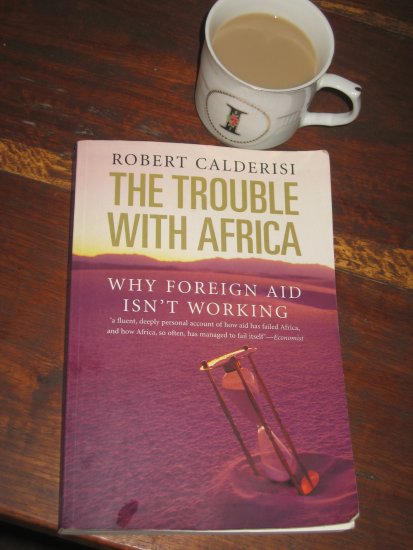 I
ROBERT CALDERISI
THE TROUBLE
WITH AFRICA
WHY FOREIGN AID
ISN'T WORKING
'a fluent, deeply personal account of how aid has failed Africa,
and how Africa, so often, has managed to fail itself'—Economist